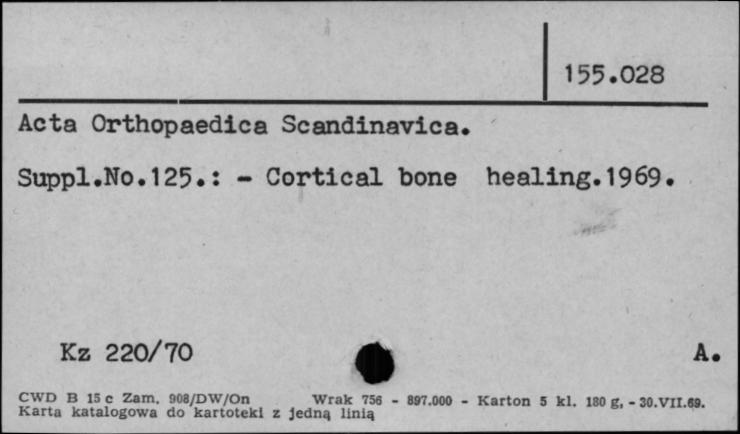 155.028
Acta Orthopaedica Scandinavica.
Suppl.No.125.: - Cortical bone healing.1969.
Kz 220/70 A.
CWD B 15 c Zam. 908/DW/On Wrak 756 - 897.000 - Karton 5 kl. 180 g. - 30.VII.69.
Karta katalogowa do kartoteki z jedną linią